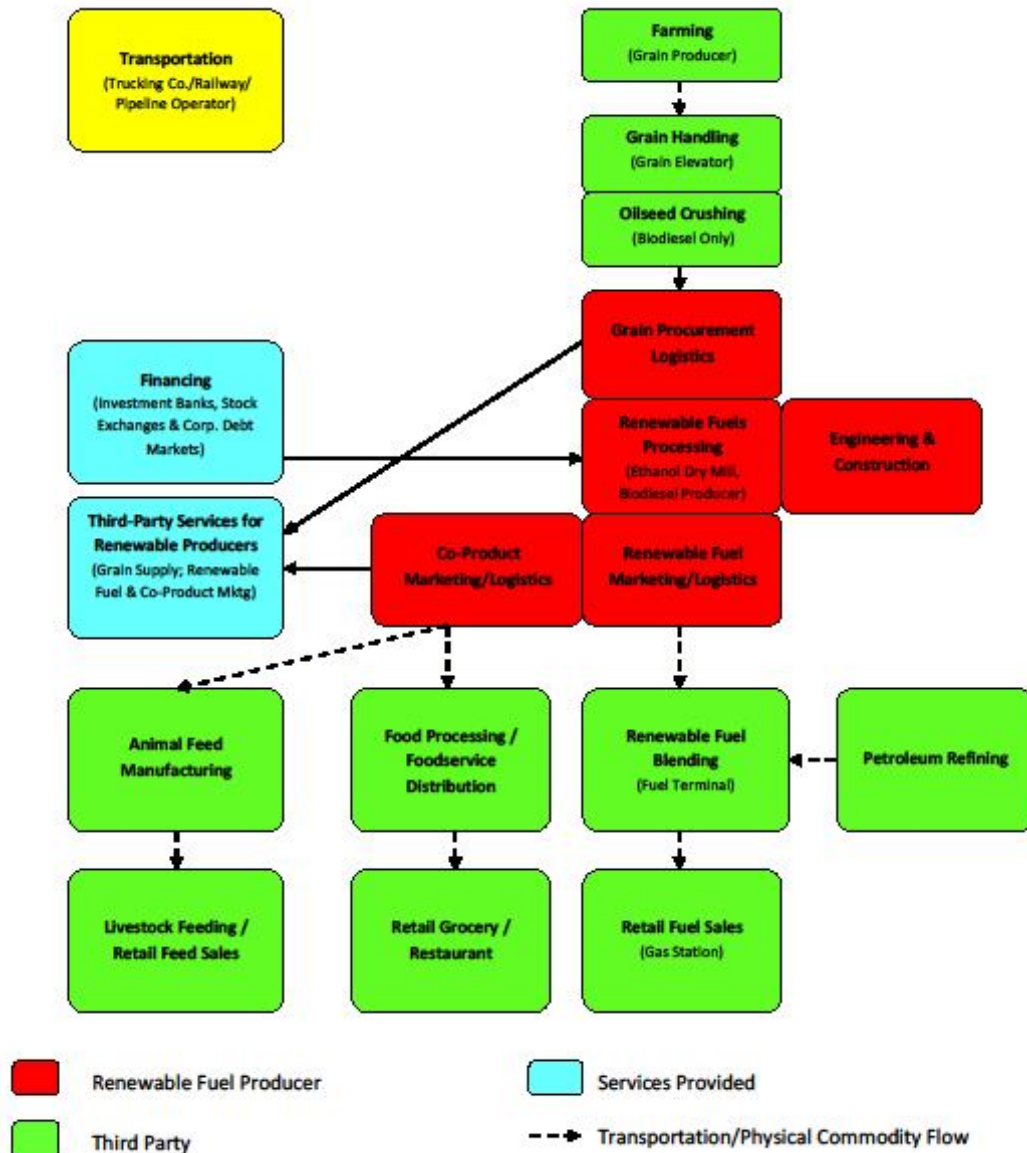 Transportation
(Trucking Co./Railway/
Pipeline Operator)
Farming
(Grain Producer)
Grain Handling
(Grain Elevator)
Oilseed Crushing
(Biodiesel Only)
Grain Procurement
Logistics
Financing
(Investment Banks, Stock
Exchanges & Corp. Debt
Markets)
Renewable Fuels
Processing
(Ethanol Dry Mill,
Biodiesel Producer)
Engineering &
Construction
Third-Party Services for
Renewable Producers
(Grain Supply; Renewable
Fuel & Co-Product Mktg)
Co-Product
Marketing/Logistics
Renewable Fuel
Marketing/Logistics
Animal Feed
Manufacturing
Food Processing /
Foodservice
Distribution
Renewable Fuel
Blending
(Fuel Terminal)
Petroleum Refining
Livestock Feeding /
Retail Feed Sales
Retail Grocery /
Restaurant
Retail Fuel Sales
(Gas Station)
Renewable Fuel Producer
Services Provided
Third Party
Transportation/Physical Commodity Flow